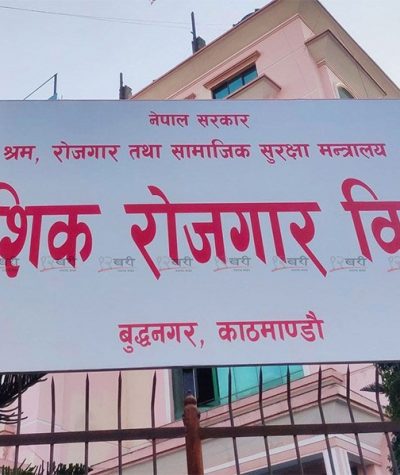 नेपाल सरकार
श्रम, रोजगार तथा सामाजिक सुरक्षा मन्त्रालय
शिक रोजगार वि
बुद्धनगर, काठमाण्डौ